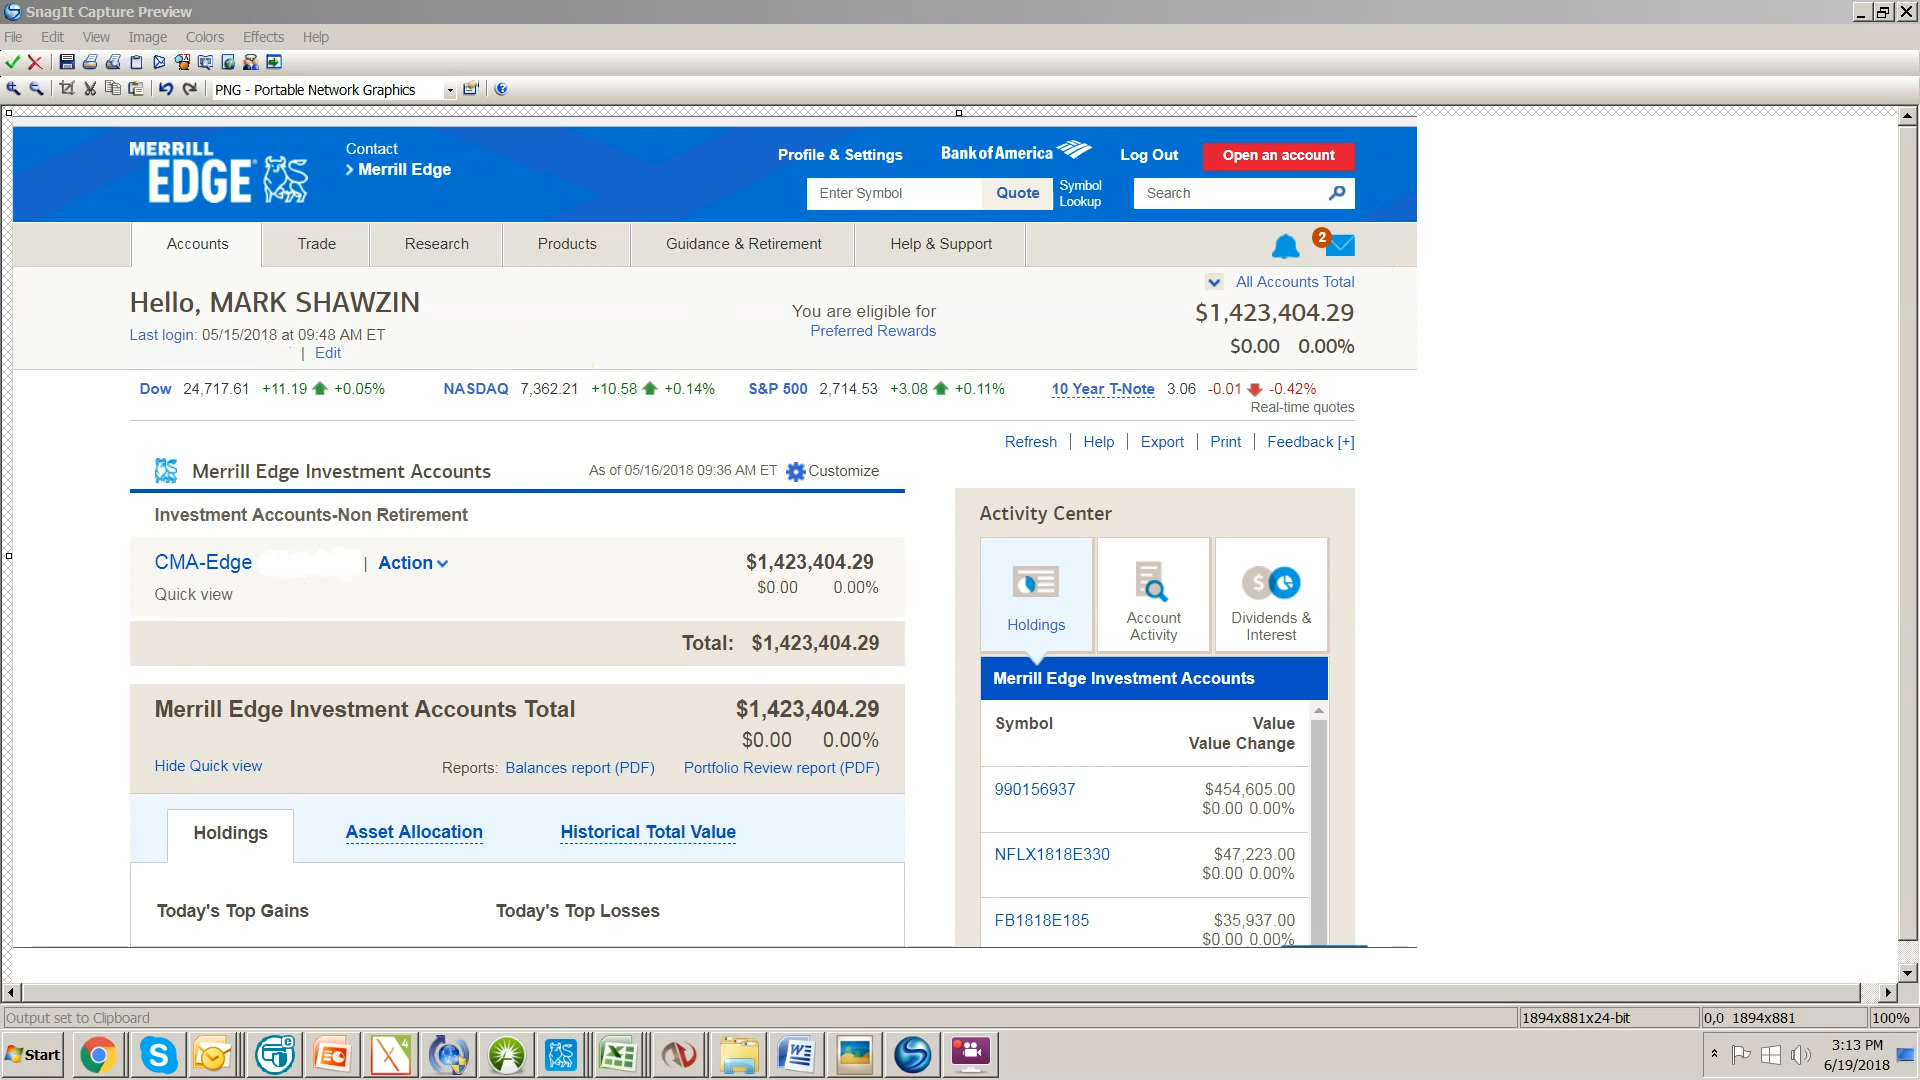 SnagIt Capture Preview
File Edit View Image Colors Effects Help
PNG - Portable Network Graphics
MERRILL EDGE
Contact
> Merrill Edge
Profile & Settings
Bank of America
Log Out
Open an account
Enter Symbol
Quote
Symbol Lookup
Search
Accounts Trade Research Products Guidance & Retirement Help & Support
2
Hello, MARK SHAWZIN
Last login: 05/15/2018 at 09:48 AM ET
| Edit
You are eligible for
Preferred Rewards
All Accounts Total
$1,423,404.29
$0.00 0.00%
Dow 24,717.61 +11.19 +0.05% NASDAQ 7,362.21 +10.58 +0.14% S&P 500 2,714.53 +3.08 +0.11% 10 Year T-Note 3.06 -0.01 -0.42%
Real-time quotes
Refresh | Help | Export | Print | Feedback [+]
Merrill Edge Investment Accounts As of 05/16/2018 09:36 AM ET Customize
Investment Accounts-Non Retirement
CMA-Edge | Action $1,423,404.29
$0.00 0.00%
Quick view
Total: $1,423,404.29
Merrill Edge Investment Accounts Total $1,423,404.29
$0.00 0.00%
Hide Quick view Reports: Balances report (PDF) Portfolio Review report (PDF)
Holdings Asset Allocation Historical Total Value
Today's Top Gains Today's Top Losses
Activity Center
Holdings
Account Activity
Dividends & Interest
Merrill Edge Investment Accounts
Symbol Value
Value Change
990156937 $454,605.00
$0.00 0.00%
NFLX1818E330 $47,223.00
$0.00 0.00%
FB1818E185 $35,937.00
$0.00 0.00%
Output set to Clipboard
1894x881x24-bit
0,0 1894x881
100%
Start
3:13 PM
6/19/2018